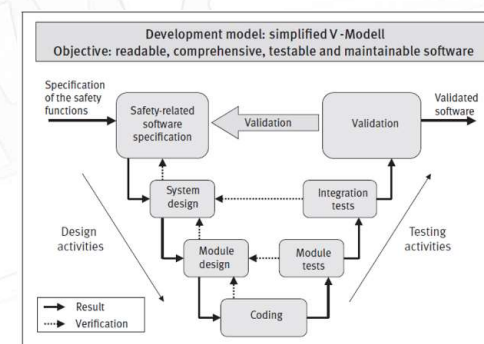 Development model: simplified V-Modell
Objective: readable, comprehensive, testable and maintainable software
Specification
of the safety
functions
Safety-related
software
specification
Validation
Validation
Validated
software
System
design
Integration
tests
Design
activities
Testing
activities
Module
design
Module
tests
Coding
Result
Verification